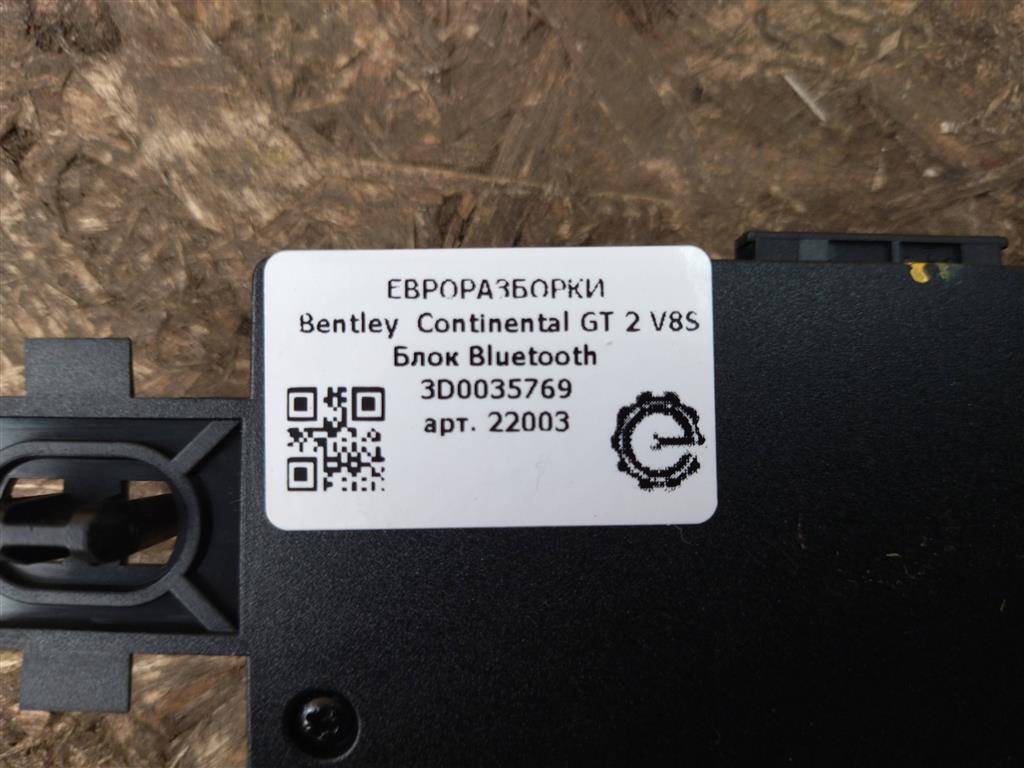 ЕВРОРАЗБОРКИ
Bentley Continental GT 2 V8S
Блок Bluetooth
3D0035769
арт. 22003